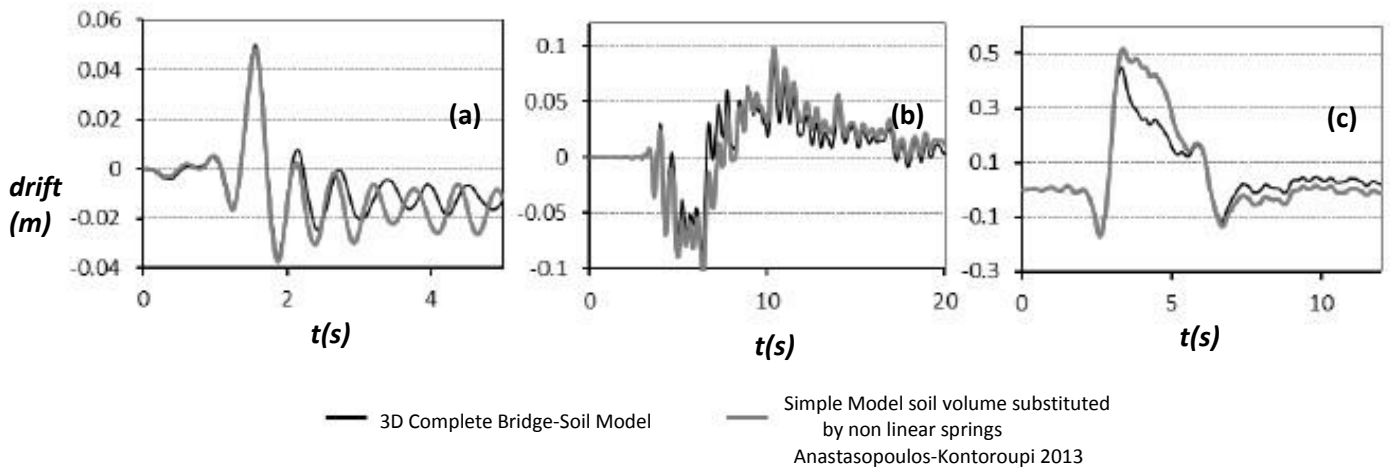 0.06
0.04
0.02
0
-0.02
-0.04
(a)
0 2 4
t(s)
drift
(m)
0.1
0.05
0
-0.05
-0.1
(b)
0 10 20
t(s)
0.5
0.3
0.1
-0.1
-0.3
(c)
0 5 10
t(s)
3D Complete Bridge-Soil Model
Simple Model soil volume substituted
by non linear springs
Anastasopoulos-Kontoroupi 2013